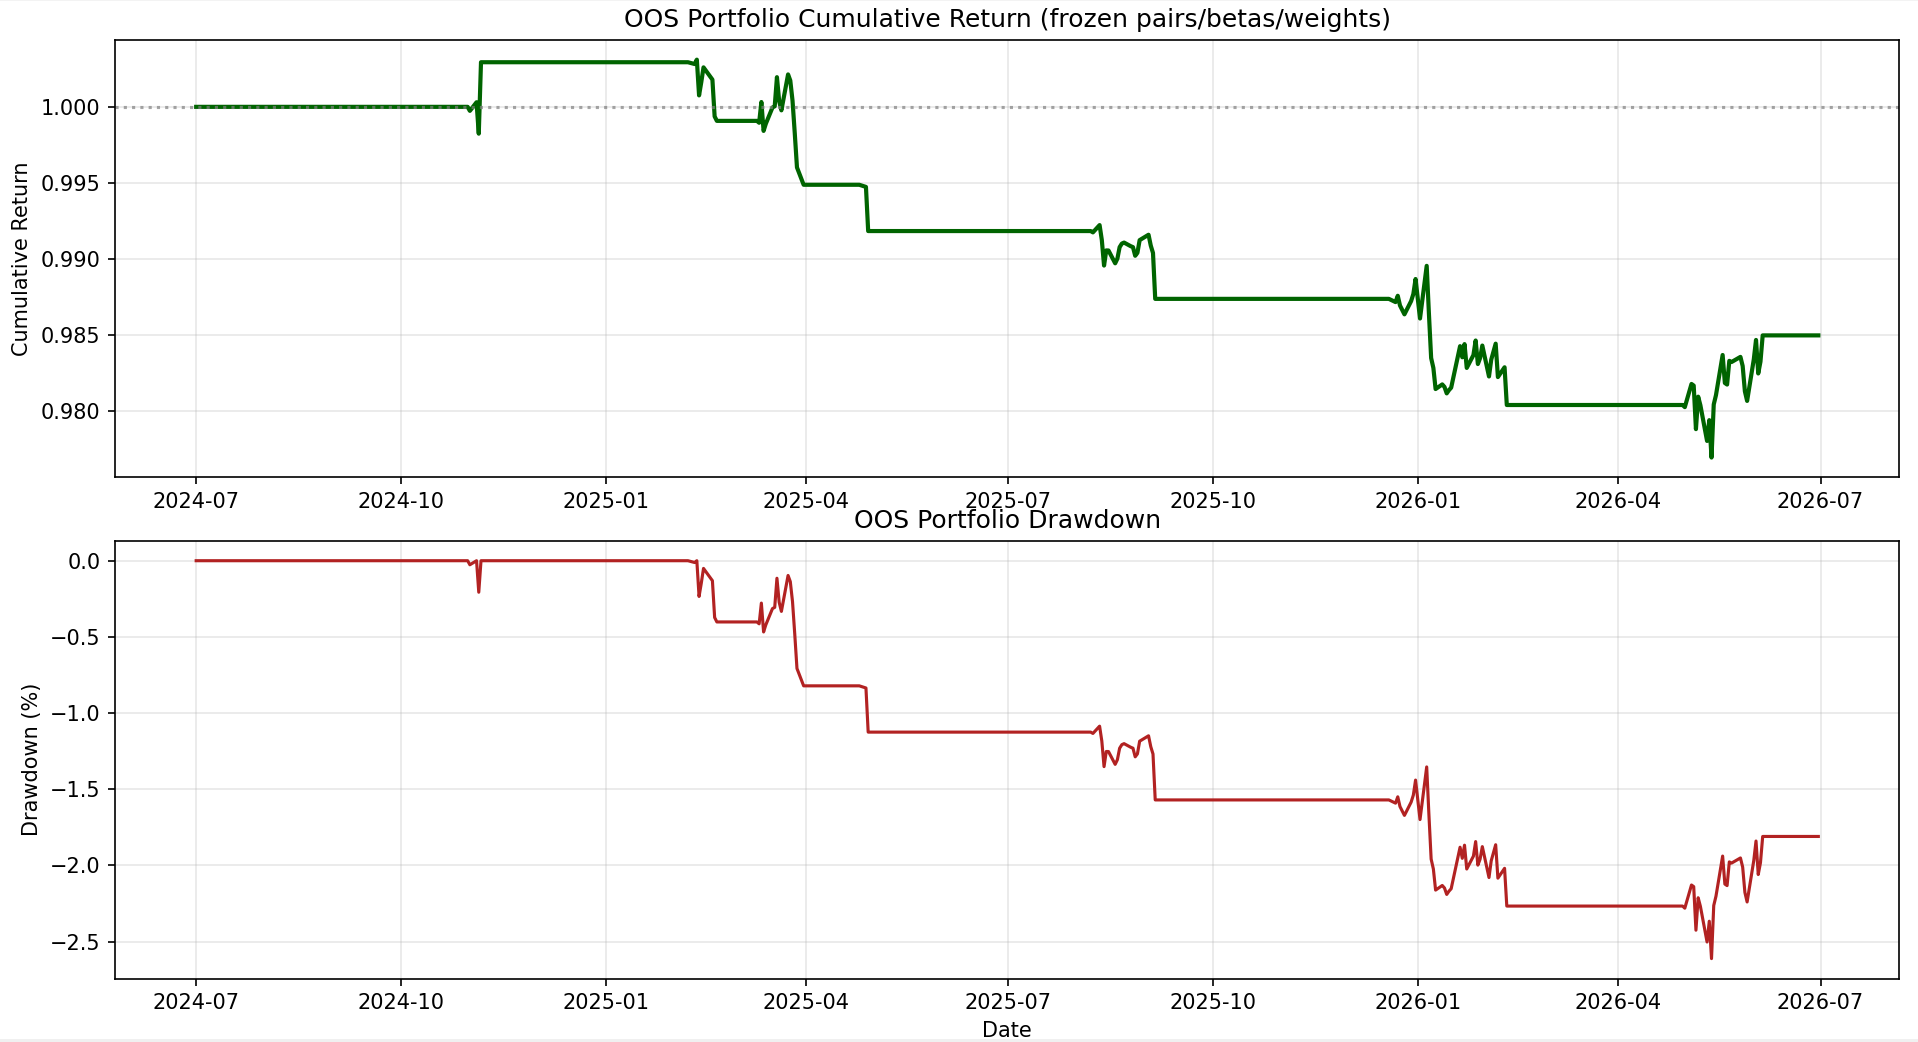 OOS Portfolio Cumulative Return (frozen pairs/betas/weights)
Cumulative Return
1.000
0.995
0.990
0.985
0.980
2024-07 2024-10 2025-01 2025-04 2025-07 2025-10 2026-01 2026-04 2026-07
OOS Portfolio Drawdown
Drawdown (%)
0.0
−0.5
−1.0
−1.5
−2.0
−2.5
2024-07 2024-10 2025-01 2025-04 2025-07 2025-10 2026-01 2026-04 2026-07
Date